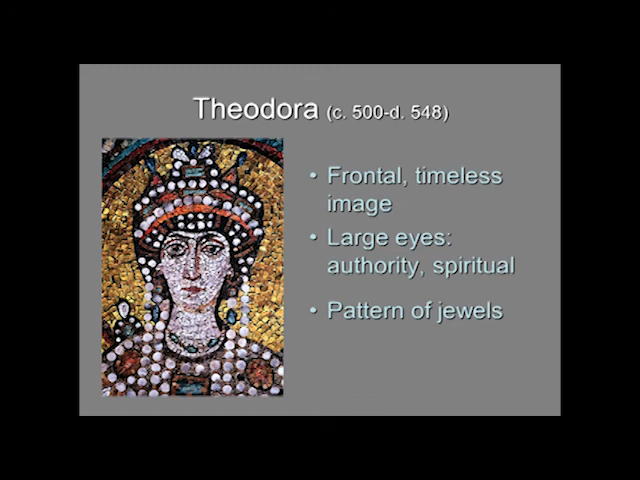 Theodora (c. 500-d. 548)
• Frontal, timeless
image
• Large eyes:
authority, spiritual
• Pattern of jewels